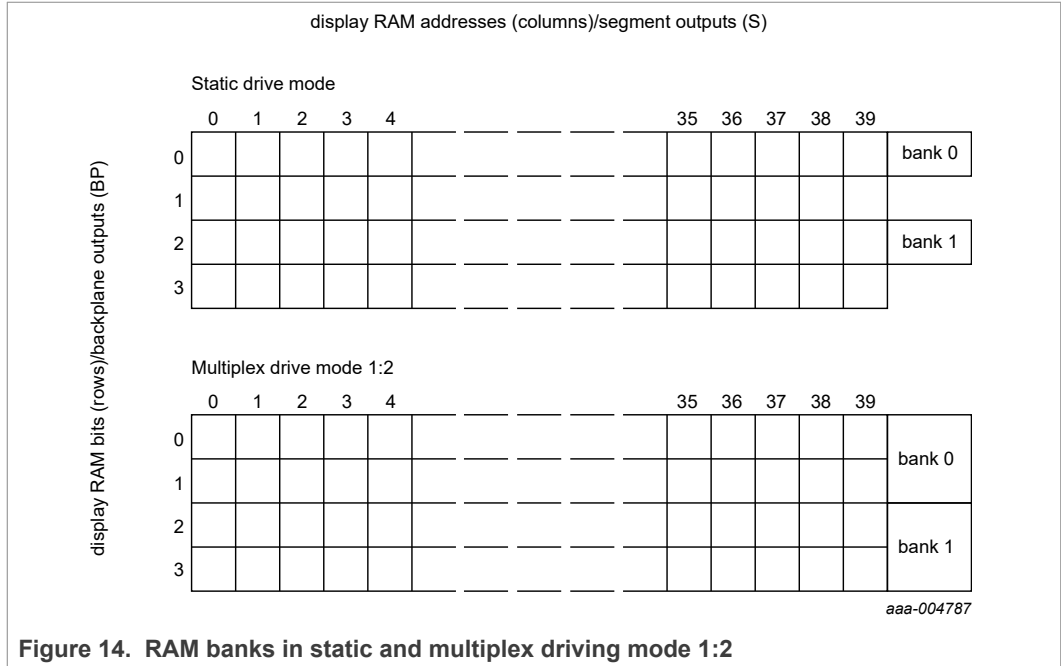 display RAM addresses (columns)/segment outputs (S)
display RAM bits (rows)/backplane outputs (BP)
Static drive mode
0 1 2 3 4 35 36 37 38 39
0 bank 0
1
2 bank 1
3
Multiplex drive mode 1:2
0 1 2 3 4 35 36 37 38 39
0
bank 0
1
2
bank 1
3
aaa-004787
Figure 14. RAM banks in static and multiplex driving mode 1:2